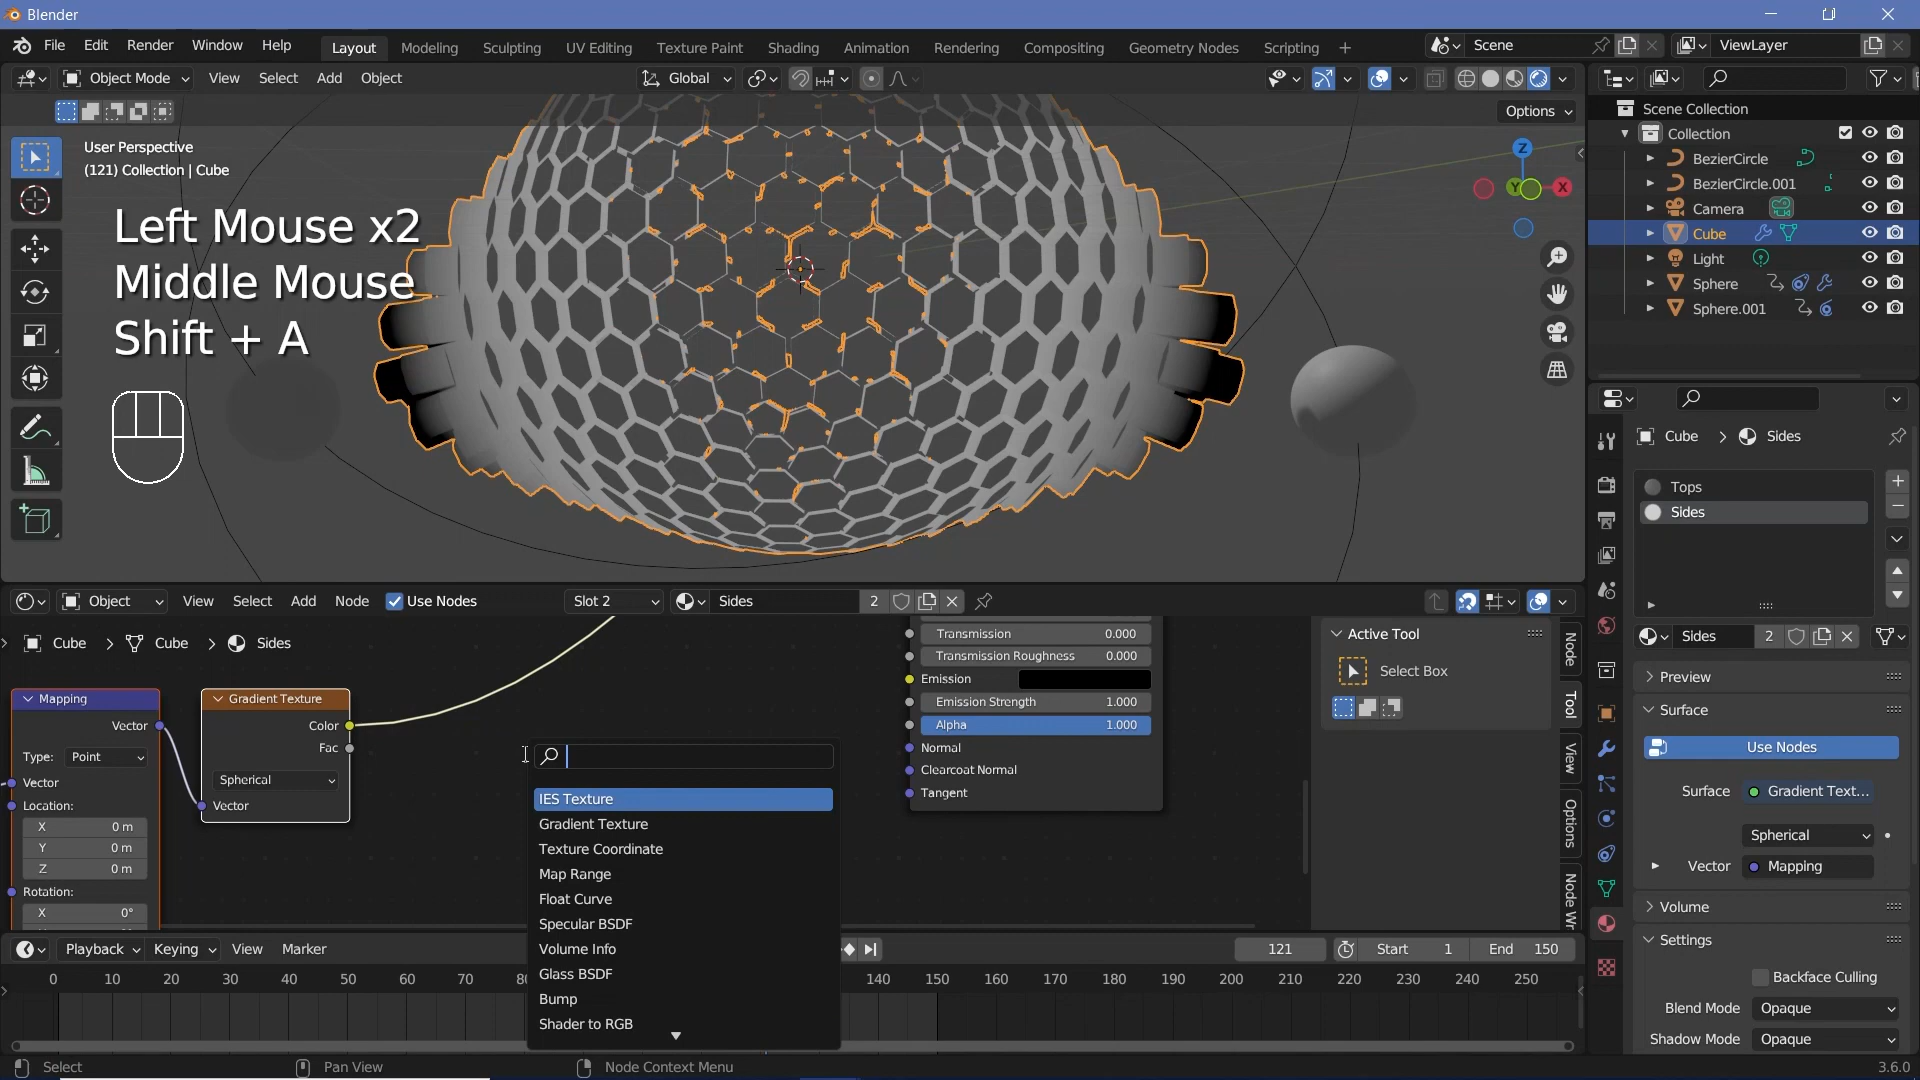 Blender
File Edit Render Window Help Layout Modeling Sculpting UV Editing Texture Paint Shading Animation Rendering Compositing Geometry Nodes Scripting Scene ViewLayer
Object Mode View Select Add Object Global
Options
User Perspective
(121) Collection | Cube
Left Mouse x2
Middle Mouse
Shift + A
Z
Y
X
Scene Collection
Collection
BezierCircle
BezierCircle.001
Camera
Cube
Light
Sphere
Sphere.001
Cube > Sides
Tops
Sides
Sides 2
Preview
Surface
Use Nodes
Surface Gradient Text...
Spherical
Vector Mapping
Volume
Settings
Backface Culling
Blend Mode Opaque
Shadow Mode Opaque
Object View Select Add Node Use Nodes Slot 2 Sides 2
Cube > Cube > Sides
Mapping
Vector
Type: Point
Vector
Location:
X 0 m
Y 0 m
Z 0 m
Rotation:
X 0°
Gradient Texture
Color
Fac
Spherical
Vector
IES Texture
Gradient Texture
Texture Coordinate
Map Range
Float Curve
Specular BSDF
Volume Info
Glass BSDF
Bump
Shader to RGB
Transmission 0.000
Transmission Roughness 0.000
Emission
Emission Strength 1.000
Alpha 1.000
Normal
Clearcoat Normal
Tangent
Active Tool
Select Box
Node
Tool
View
Options
Node Wr
Playback Keying View Marker 121 Start 1 End 150
0 10 20 30 40 50 60 70 140 150 160 170 180 190 200 210 220 230 240 250
Select Pan View Node Context Menu 3.6.0